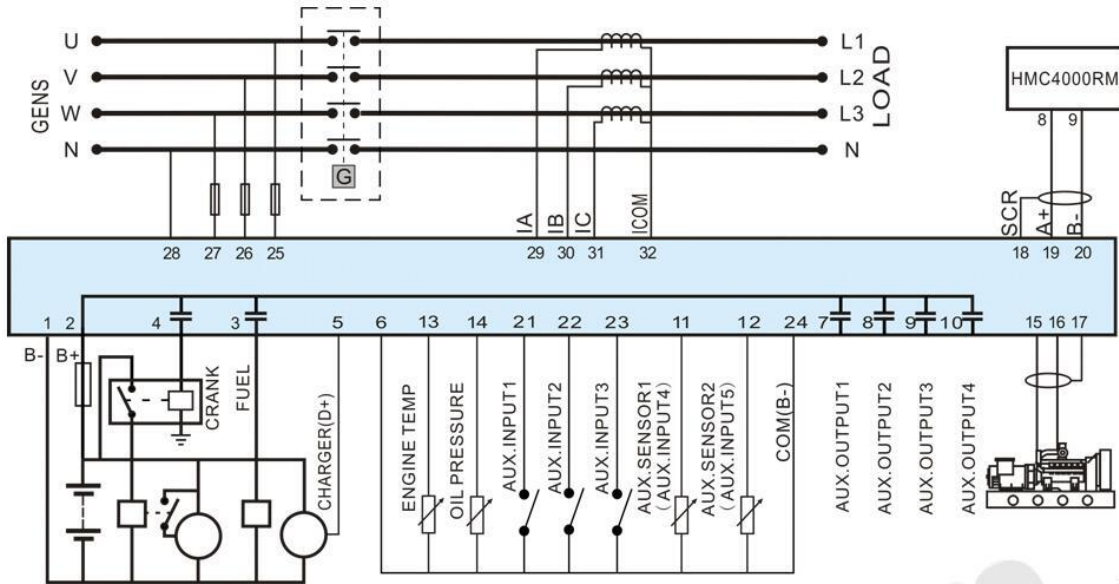 U
V
W
N
GENS
L1
L2
L3
N
LOAD
G
HMC4000RM
8 9
IA
IB
IC
ICOM
SCR
A+
B-
28 27 26 25 29 30 31 32 18 19 20
1 2 4 3 5 6 13 14 21 22 23 11 12 24 7 8 9 10 15 16 17
B- B+
CRANK
FUEL
CHARGER(D+)
ENGINE TEMP
OIL PRESSURE
AUX.INPUT1
AUX.INPUT2
AUX.INPUT3
AUX.SENSOR1
(AUX.INPUT4)
AUX.SENSOR2
(AUX.INPUT5)
COM(B-)
AUX.OUTPUT1
AUX.OUTPUT2
AUX.OUTPUT3
AUX.OUTPUT4